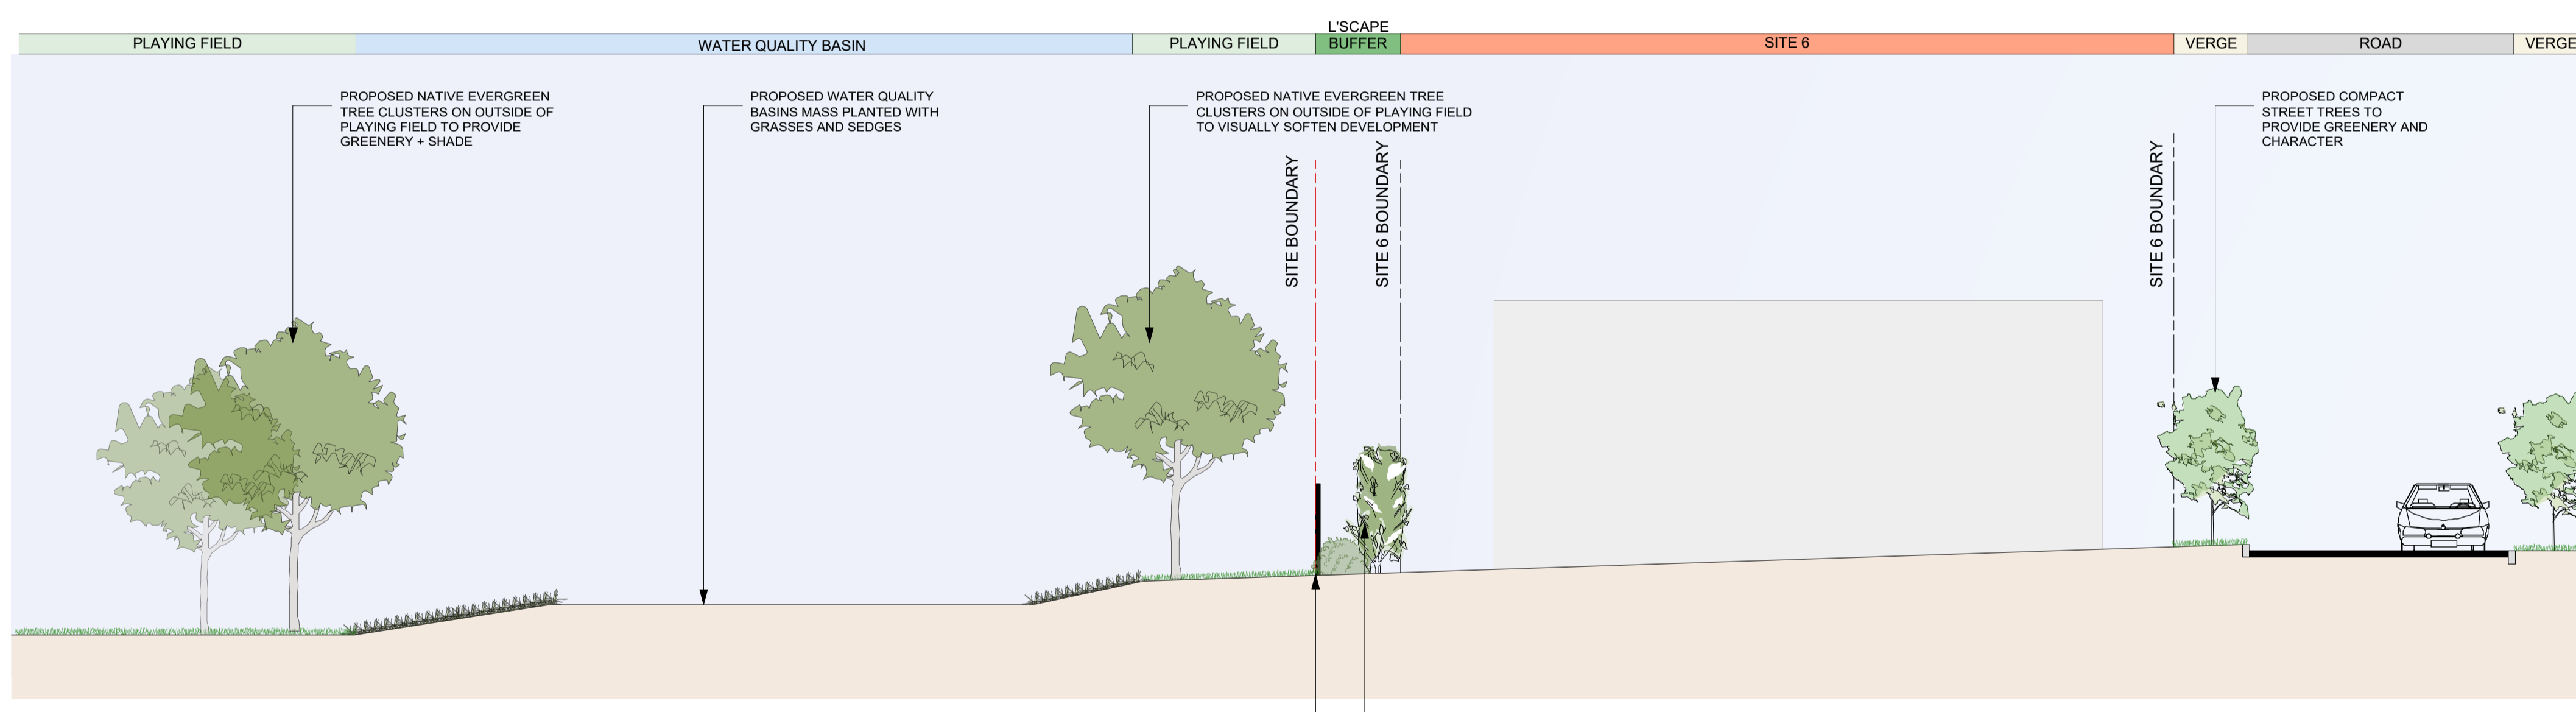 L'SCAPE
PLAYING FIELD
WATER QUALITY BASIN
PLAYING FIELD
BUFFER
SITE 6
VERGE
ROAD
VERGE
PROPOSED NATIVE EVERGREEN
TREE CLUSTERS ON OUTSIDE OF
PLAYING FIELD TO PROVIDE
GREENERY + SHADE
PROPOSED WATER QUALITY
BASINS MASS PLANTED WITH
GRASSES AND SEDGES
PROPOSED NATIVE EVERGREEN TREE
CLUSTERS ON OUTSIDE OF PLAYING FIELD
TO VISUALLY SOFTEN DEVELOPMENT
SITE BOUNDARY
SITE 6 BOUNDARY
SITE 6 BOUNDARY
PROPOSED COMPACT
STREET TREES TO
PROVIDE GREENERY AND
CHARACTER